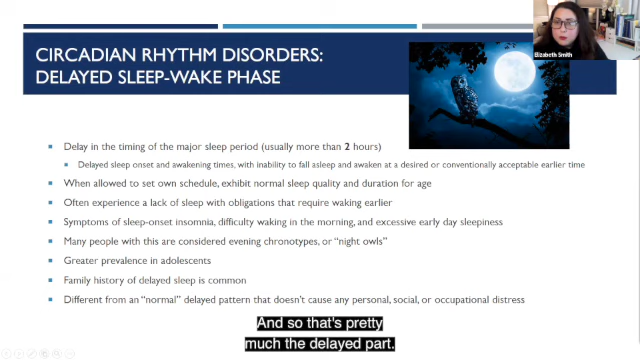 Elizabeth Smith
CIRCADIAN RHYTHM DISORDERS:
DELAYED SLEEP-WAKE PHASE
Delay in the timing of the major sleep period (usually more than 2 hours)
Delayed sleep onset and awakening times, with inability to fall asleep and awaken at a desired or conventionally acceptable earlier time
When allowed to set own schedule, exhibit normal sleep quality and duration for age
Often experience a lack of sleep with obligations that require waking earlier
Symptoms of sleep-onset insomnia, difficulty waking in the morning, and excessive early day sleepiness
Many people with this are considered evening chronotypes, or "night owls"
Greater prevalence in adolescents
Family history of delayed sleep is common
Different from an "normal" delayed pattern that doesn't cause any personal, social, or occupational distress
And so that's pretty
much the delayed part.